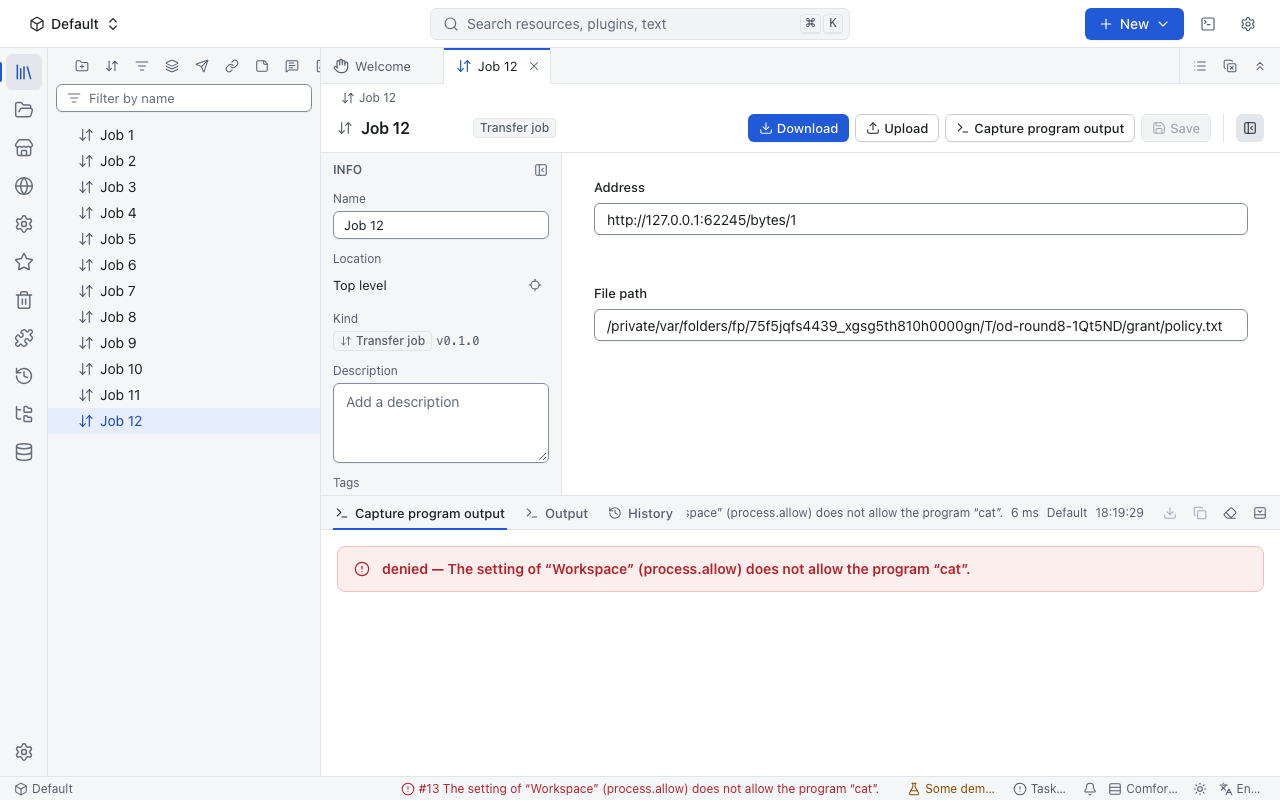 Default
Search resources, plugins, text
⌘ K
New
Welcome
Job 12
Filter by name
Job 1
Job 2
Job 3
Job 4
Job 5
Job 6
Job 7
Job 8
Job 9
Job 10
Job 11
Job 12
Job 12
Job 12
Transfer job
Download
Upload
Capture program output
Save
INFO
Name
Job 12
Location
Top level
Kind
Transfer job v0.1.0
Description
Add a description
Tags
Address
http://127.0.0.1:62245/bytes/1
File path
/private/var/folders/fp/75f5jqfs4439_xgsg5th810h0000gn/T/od-round8-1Qt5ND/grant/policy.txt
Capture program output
Output
History
space” (process.allow) does not allow the program “cat”. 6 ms Default 18:19:29
denied — The setting of “Workspace” (process.allow) does not allow the program “cat”.
Default
#13 The setting of “Workspace” (process.allow) does not allow the program “cat”.
Some dem...
Task...
Comfor...
En...